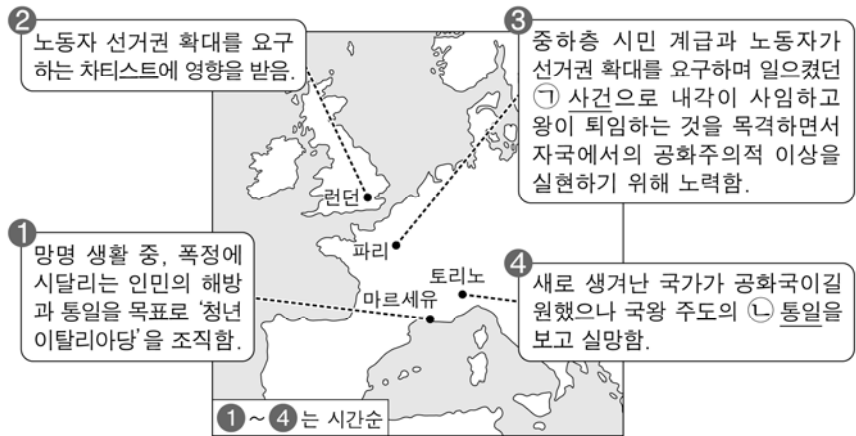 ❶
망명 생활 중, 폭정에
시달리는 인민의 해방
과 통일을 목표로 ‘청년
이탈리아당’을 조직함.
❷
노동자 선거권 확대를 요구
하는 차티스트에 영향을 받음.
❸
중하층 시민 계급과 노동자가
선거권 확대를 요구하며 일으켰던
㉠ 사건으로 내각이 사임하고
왕이 퇴임하는 것을 목격하면서
자국에서의 공화주의적 이상을
실현하기 위해 노력함.
❹
새로 생겨난 국가가 공화국이길
원했으나 국왕 주도의 ㉡ 통일을
보고 실망함.
런던
파리
토리노
마르세유
❶~❹는 시간순